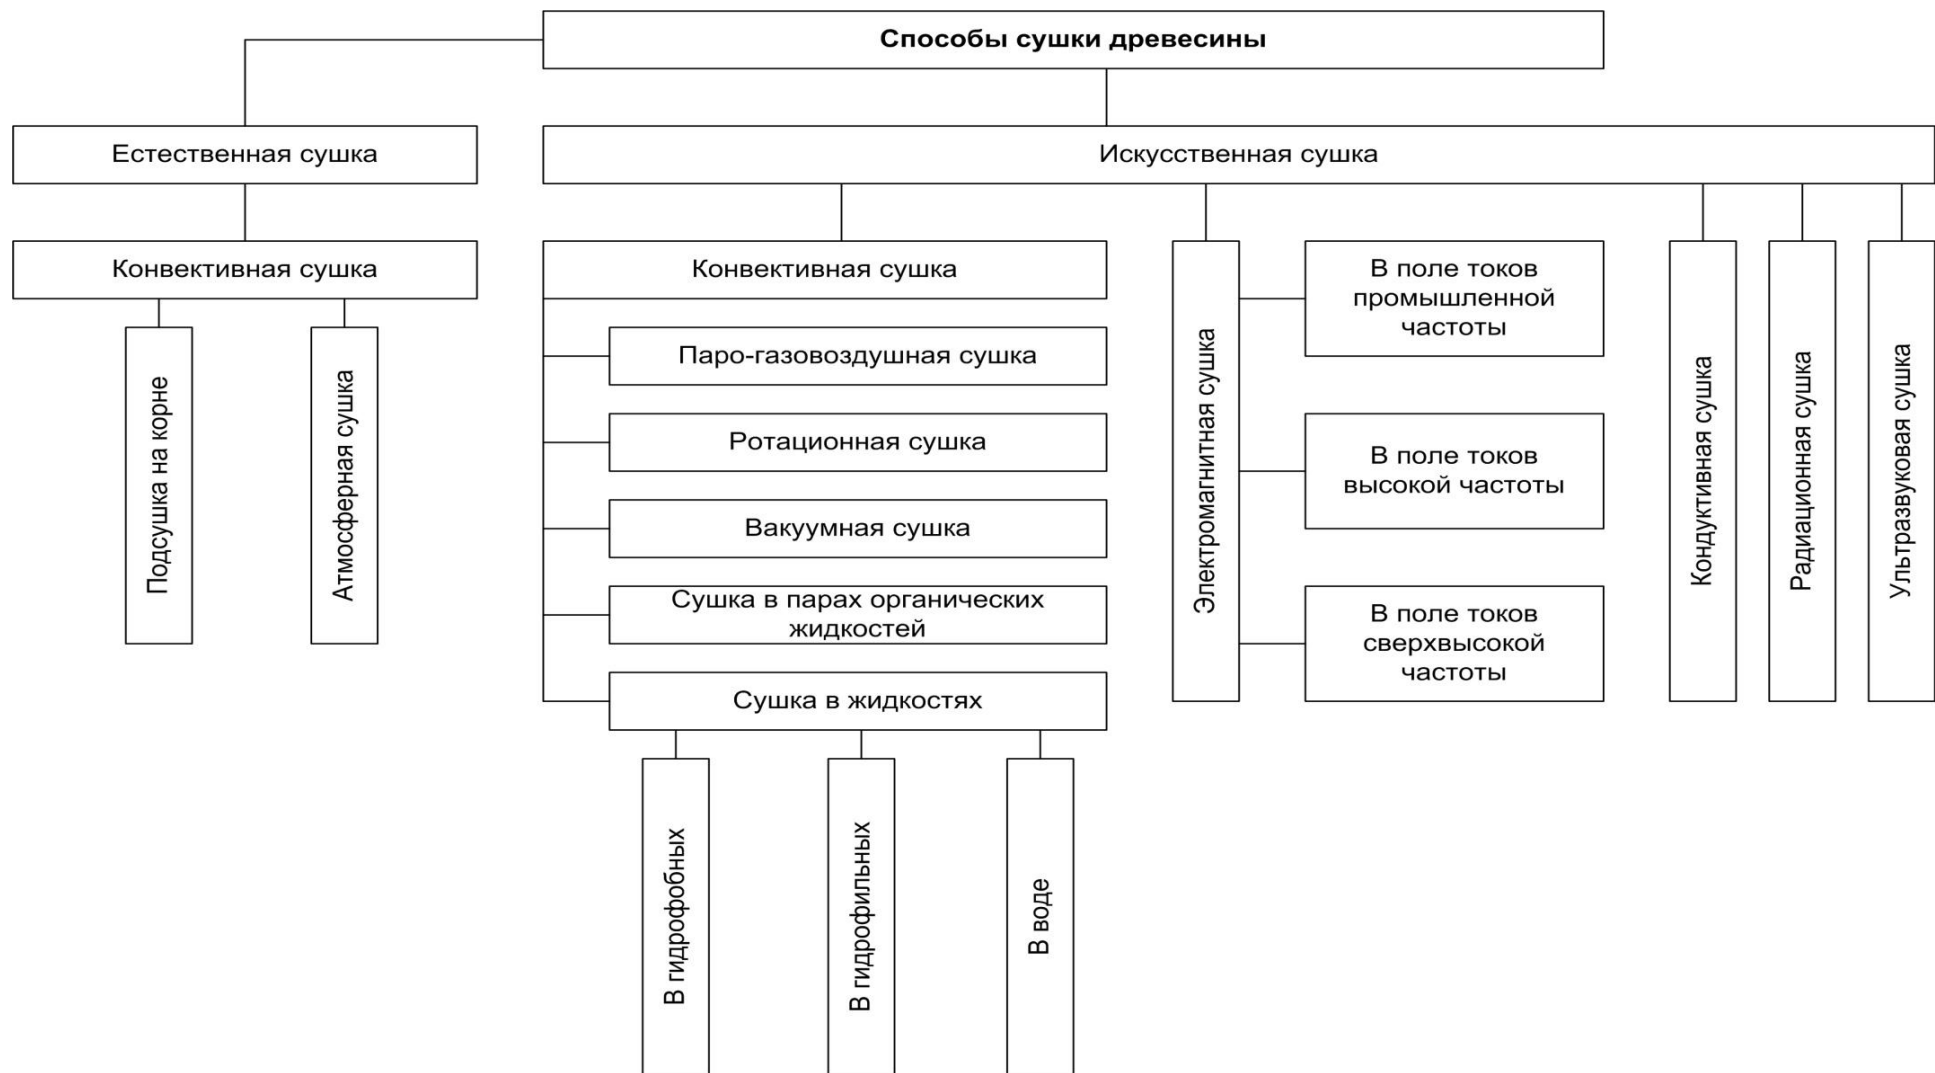 Способы сушки древесины
Естественная сушка
Искусственная сушка
Конвективная сушка
Подсушка на корне
Атмосферная сушка
Конвективная сушка
Паро-газовоздушная сушка
Ротационная сушка
Вакуумная сушка
Сушка в парах органических
жидкостей
Сушка в жидкостях
В гидрофобных
В гидрофильных
В воде
Электромагнитная сушка
В поле токов
промышленной
частоты
В поле токов
высокой частоты
В поле токов
сверхвысокой
частоты
Кондуктивная сушка
Радиационная сушка
Ультразвуковая сушка